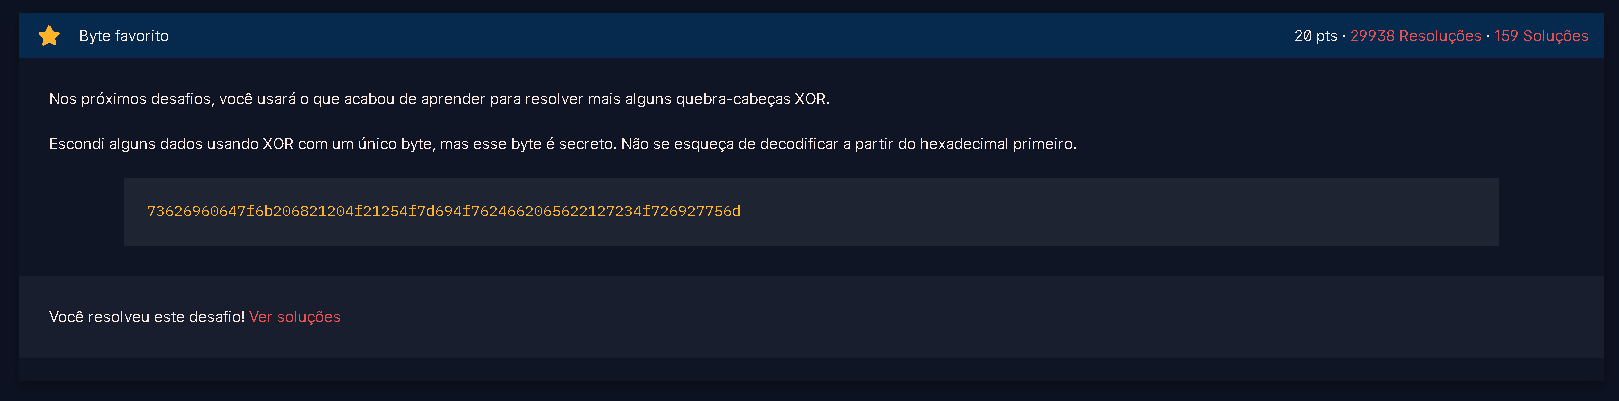 Byte favorito
20 pts · 29938 Resoluções · 159 Soluções
Nos próximos desafios, você usará o que acabou de aprender para resolver mais alguns quebra-cabeças XOR.
Escondi alguns dados usando XOR com um único byte, mas esse byte é secreto. Não se esqueça de decodificar a partir do hexadecimal primeiro.
73626960647f6b206821204f21254f7d694f7624662065622127234f726927756d
Você resolveu este desafio! Ver soluções